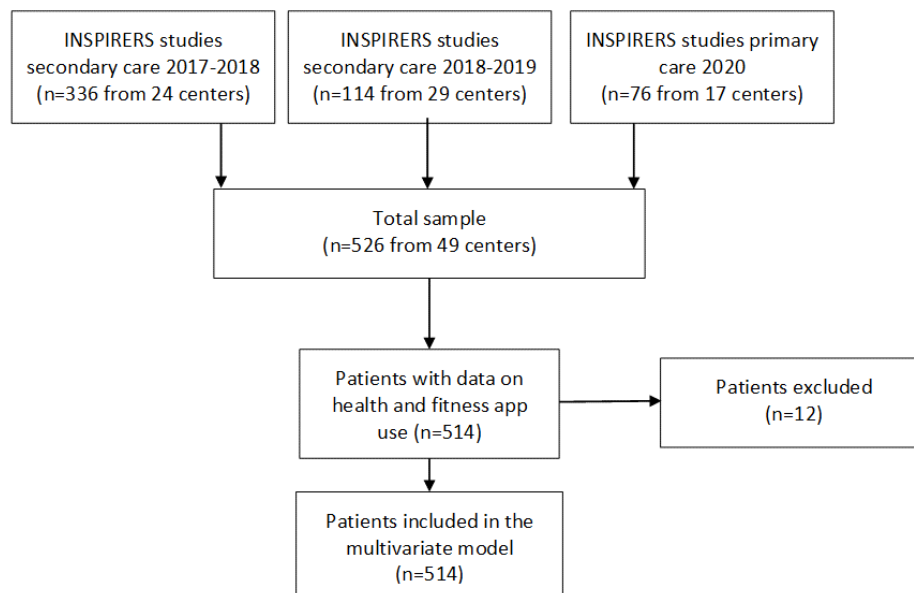 INSPIRERS studies
secondary care 2017-2018
(n=336 from 24 centers)
INSPIRERS studies
secondary care 2018-2019
(n=114 from 29 centers)
INSPIRERS studies primary
care 2020
(n=76 from 17 centers)
Total sample
(n=526 from 49 centers)
Patients with data on
health and fitness app
use (n=514)
Patients excluded
(n=12)
Patients included in the
multivariate model
(n=514)